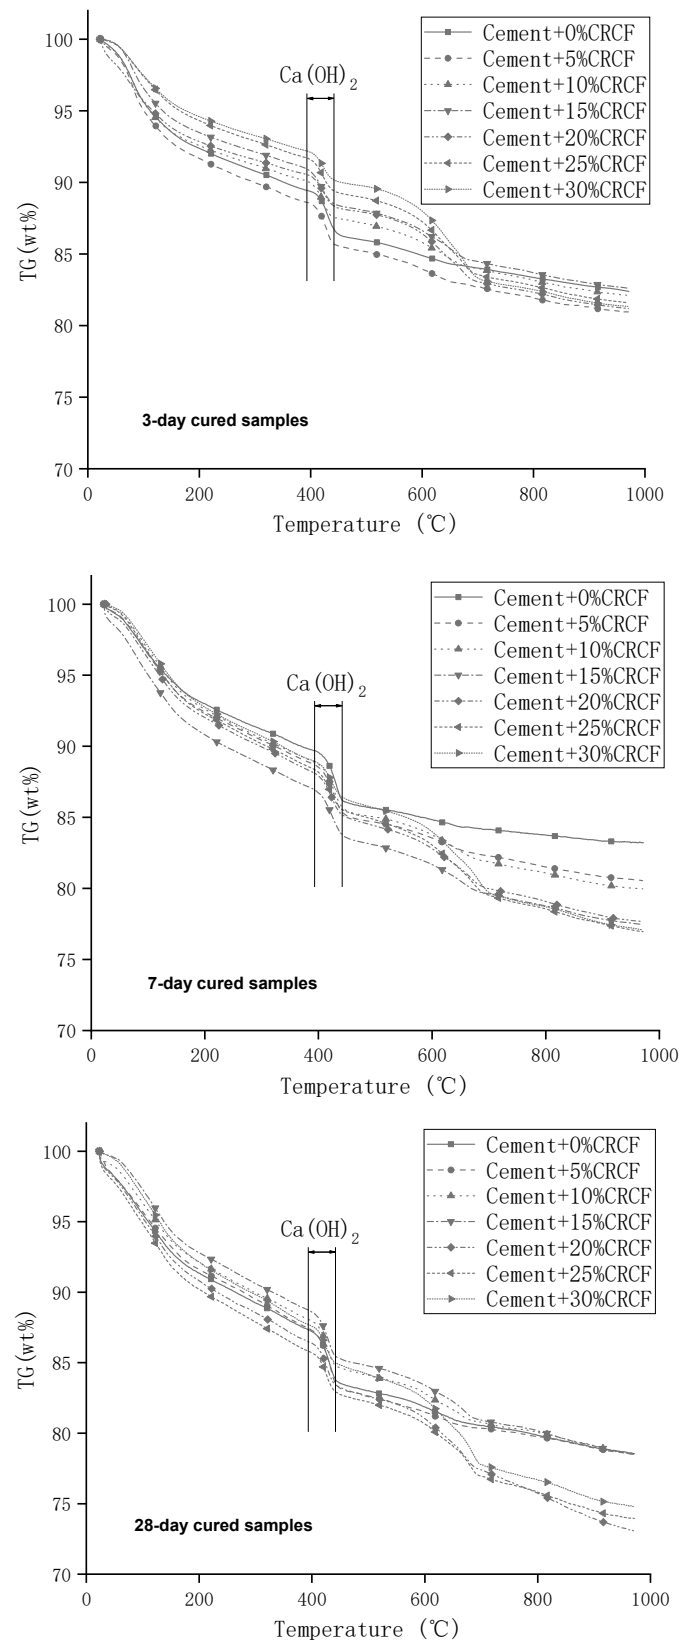 100
95
90
85
80
75
70
TG(wt%)
Ca(OH)2
Cement+0%CRCF
Cement+5%CRCF
Cement+10%CRCF
Cement+15%CRCF
Cement+20%CRCF
Cement+25%CRCF
Cement+30%CRCF
3-day cured samples
0 200 400 600 800 1000
Temperature (℃)
100
95
90
85
80
75
70
TG(wt%)
Ca(OH)2
Cement+0%CRCF
Cement+5%CRCF
Cement+10%CRCF
Cement+15%CRCF
Cement+20%CRCF
Cement+25%CRCF
Cement+30%CRCF
7-day cured samples
0 200 400 600 800 1000
Temperature (℃)
100
95
90
85
80
75
70
TG(wt%)
Ca(OH)2
Cement+0%CRCF
Cement+5%CRCF
Cement+10%CRCF
Cement+15%CRCF
Cement+20%CRCF
Cement+25%CRCF
Cement+30%CRCF
28-day cured samples
0 200 400 600 800 1000
Temperature (℃)